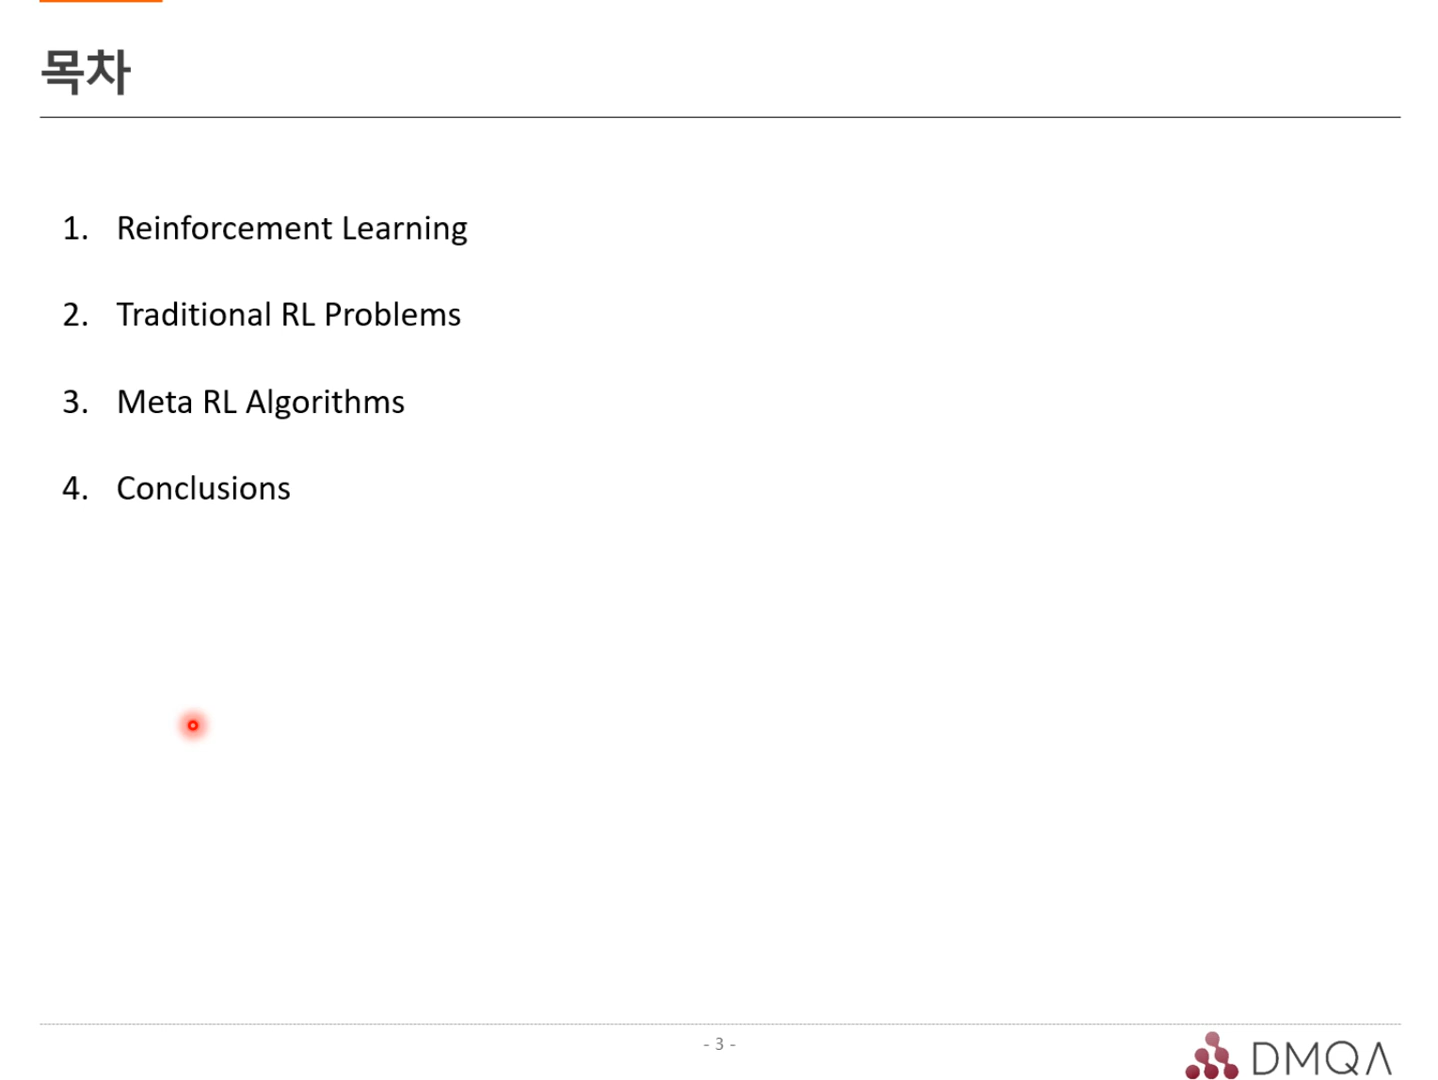 목차
1. Reinforcement Learning
2. Traditional RL Problems
3. Meta RL Algorithms
4. Conclusions
- 3 -
DMQA